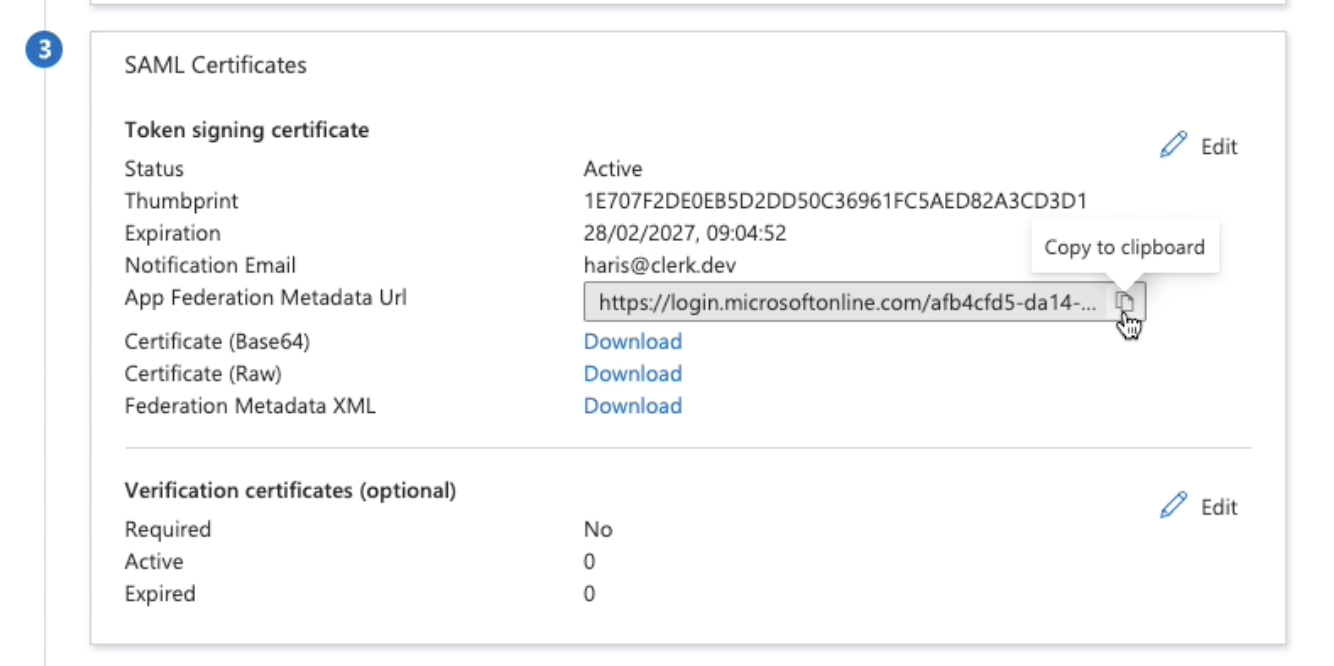 3
SAML Certificates
Token signing certificate
Edit
Status Active
Thumbprint 1E707F2DE0EB5D2DD50C36961FC5AED82A3CD3D1
Expiration 28/02/2027, 09:04:52
Copy to clipboard
Notification Email haris@clerk.dev
App Federation Metadata Url https://login.microsoftonline.com/afb4cfd5-da14-...
Certificate (Base64) Download
Certificate (Raw) Download
Federation Metadata XML Download
Verification certificates (optional)
Edit
Required No
Active 0
Expired 0